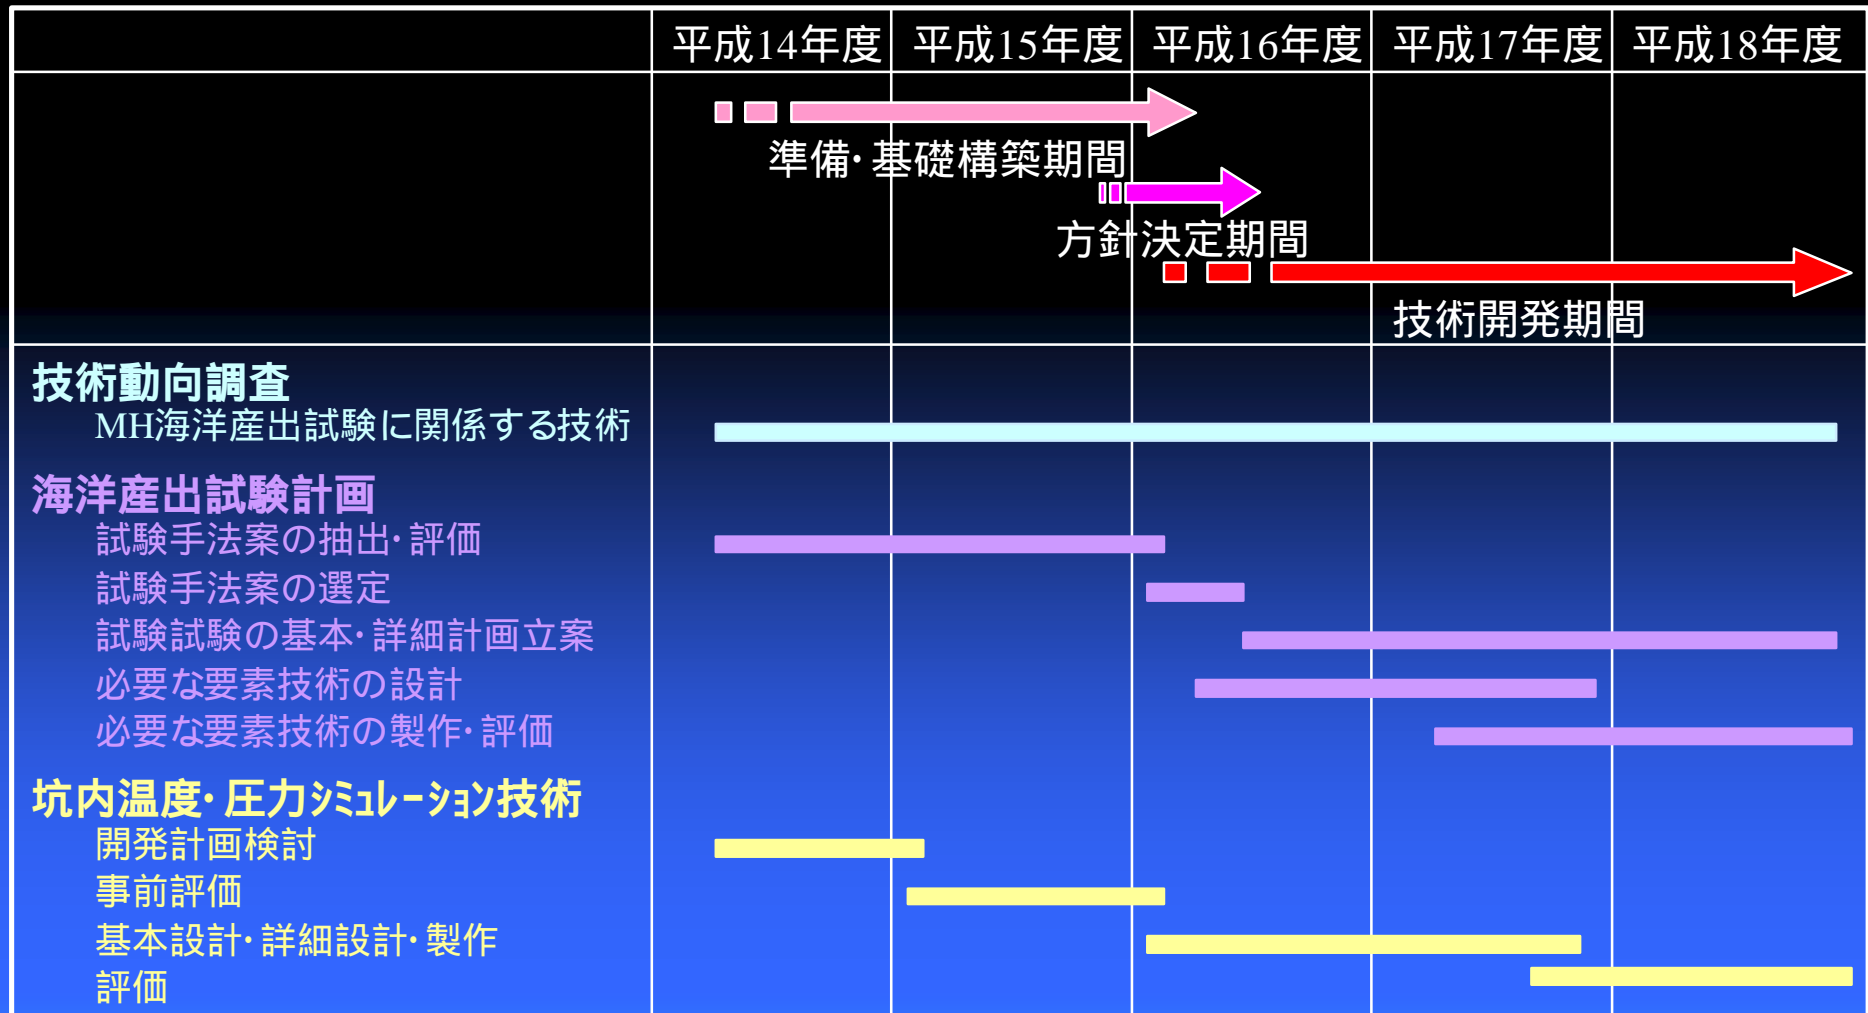 平成14年度 平成15年度 平成16年度 平成17年度 平成18年度
準備・基礎構築期間
方針決定期間
技術開発期間
技術動向調査
MH海洋産出試験に関係する技術
海洋産出試験計画
試験手法案の抽出・評価
試験手法案の選定
試験試験の基本・詳細計画立案
必要な要素技術の設計
必要な要素技術の製作・評価
坑内温度・圧力ｼﾐｭﾚｰｼｮﾝ技術
開発計画検討
事前評価
基本設計・詳細設計・製作
評価